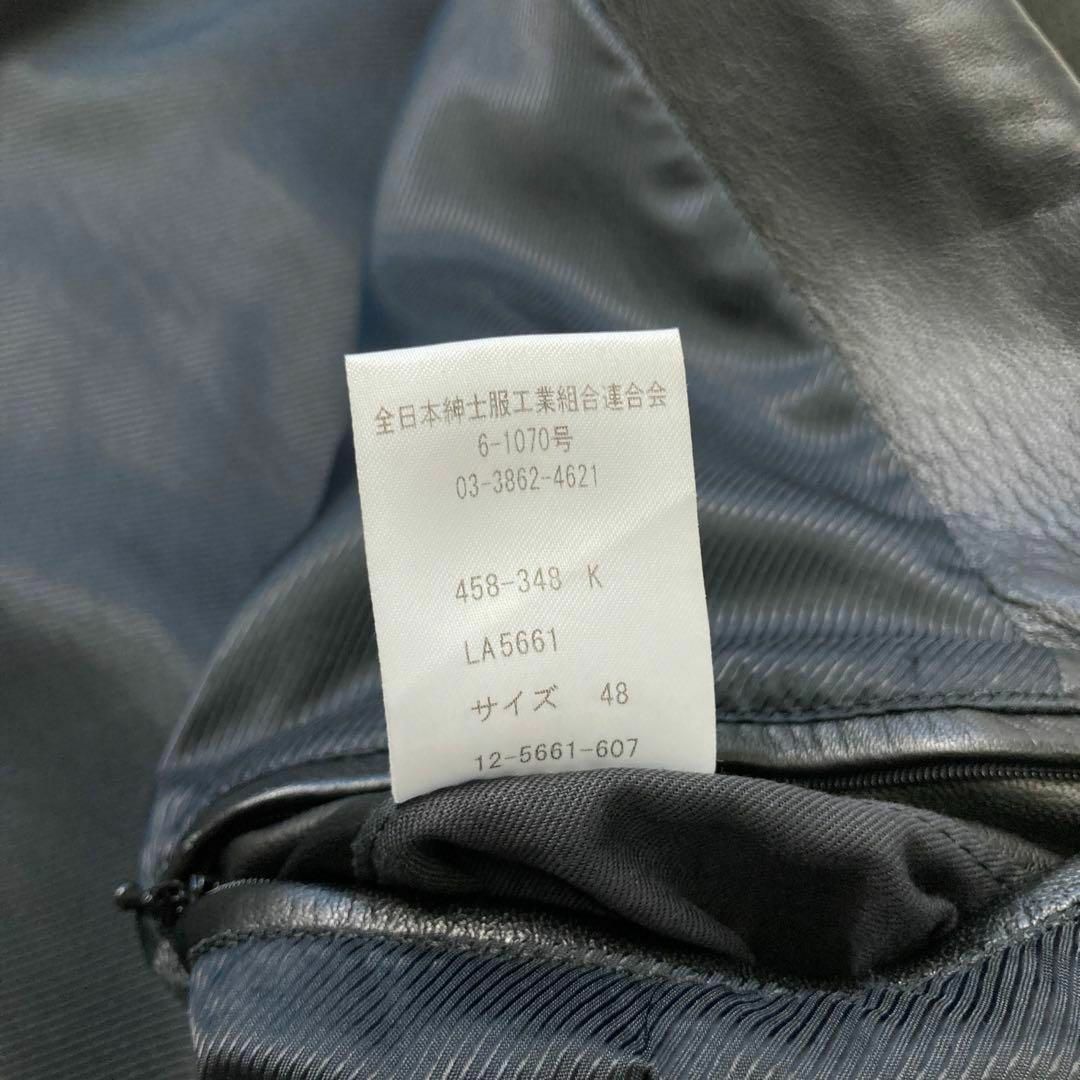 全日本紳士服工業組合連合会
6-1070号
03-3862-4621
458-348 K
LA5661
サイズ 48
12-5661-607